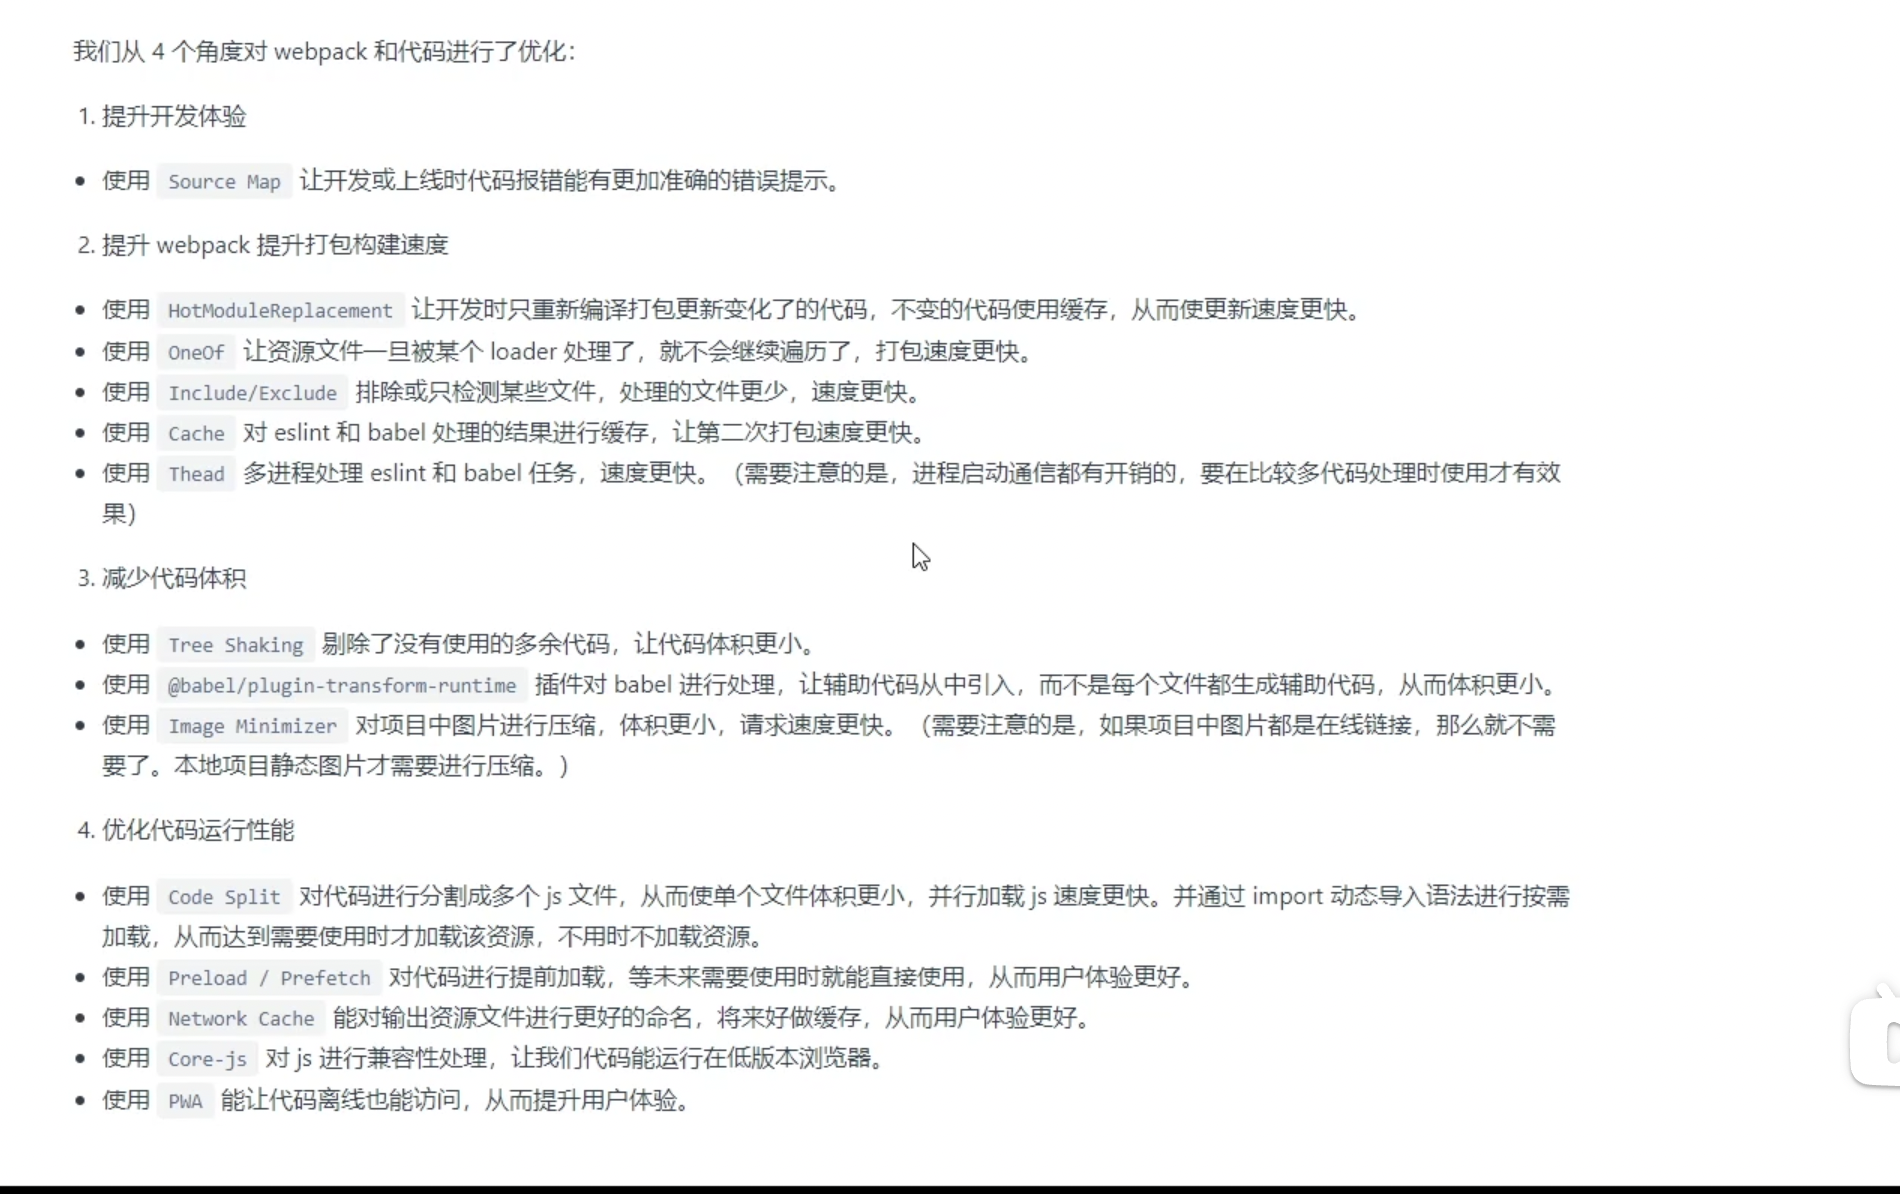 我们从 4 个角度对 webpack 和代码进行了优化：
1. 提升开发体验
• 使用 Source Map 让开发或上线时代码报错能有更加准确的错误提示。
2. 提升 webpack 提升打包构建速度
• 使用 HotModuleReplacement 让开发时只重新编译打包更新变化了的代码，不变的代码使用缓存，从而使更新速度更快。
• 使用 OneOf 让资源文件一旦被某个 loader 处理了，就不会继续遍历了，打包速度更快。
• 使用 Include/Exclude 排除或只检测某些文件，处理的文件更少，速度更快。
• 使用 Cache 对 eslint 和 babel 处理的结果进行缓存，让第二次打包速度更快。
• 使用 Thead 多进程处理 eslint 和 babel 任务，速度更快。（需要注意的是，进程启动通信都有开销的，要在比较多代码处理时使用才有效
果）
3. 减少代码体积
• 使用 Tree Shaking 剔除了没有使用的多余代码，让代码体积更小。
• 使用 @babel/plugin-transform-runtime 插件对 babel 进行处理，让辅助代码从中引入，而不是每个文件都生成辅助代码，从而体积更小。
• 使用 Image Minimizer 对项目中图片进行压缩，体积更小，请求速度更快。（需要注意的是，如果项目中图片都是在线链接，那么就不需
要了。本地项目静态图片才需要进行压缩。）
4. 优化代码运行性能
• 使用 Code Split 对代码进行分割成多个 js 文件，从而使单个文件体积更小，并行加载 js 速度更快。并通过 import 动态导入语法进行按需
加载，从而达到需要使用时才加载该资源，不用时不加载资源。
• 使用 Preload / Prefetch 对代码进行提前加载，等未来需要使用时就能直接使用，从而用户体验更好。
• 使用 Network Cache 能对输出资源文件进行更好的命名，将来好做缓存，从而用户体验更好。
• 使用 Core-js 对 js 进行兼容性处理，让我们代码能运行在低版本浏览器。
• 使用 PWA 能让代码离线也能访问，从而提升用户体验。